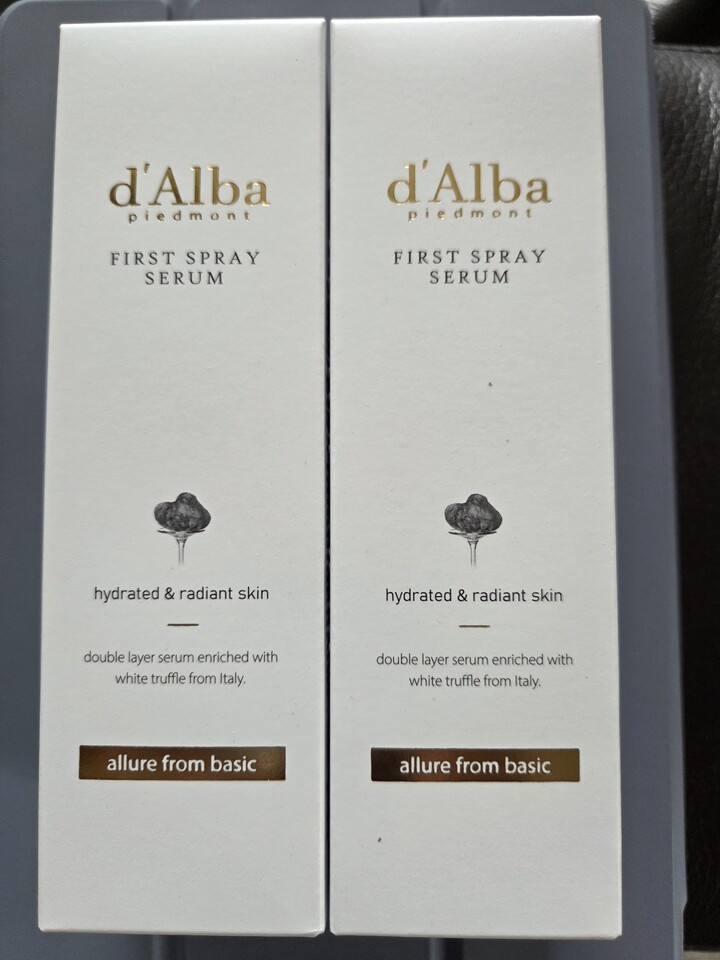 d'Alba
piedmont
FIRST SPRAY
SERUM
hydrated & radiant skin
double layer serum enriched with
white truffle from Italy.
allure from basic
d'Alba
piedmont
FIRST SPRAY
SERUM
hydrated & radiant skin
double layer serum enriched with
white truffle from Italy.
allure from basic